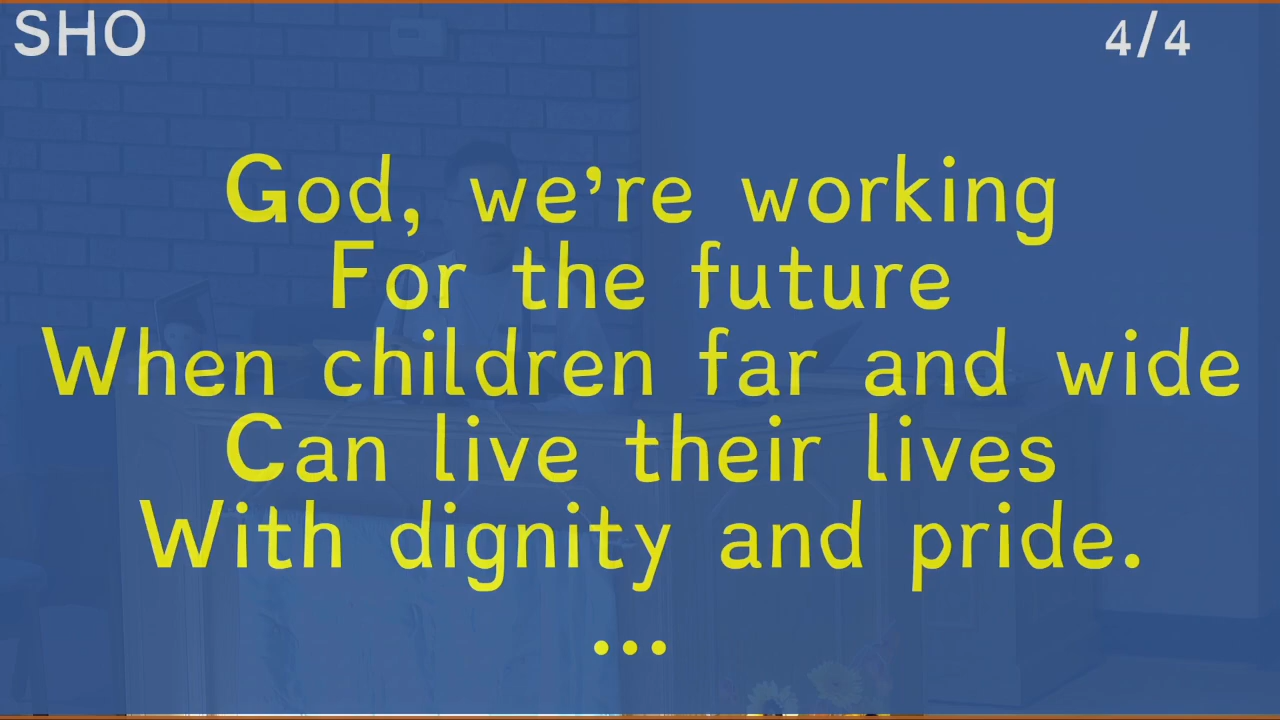 SHO
4/4
God, we’re working
For the future
When children far and wide
Can live their lives
With dignity and pride.
...